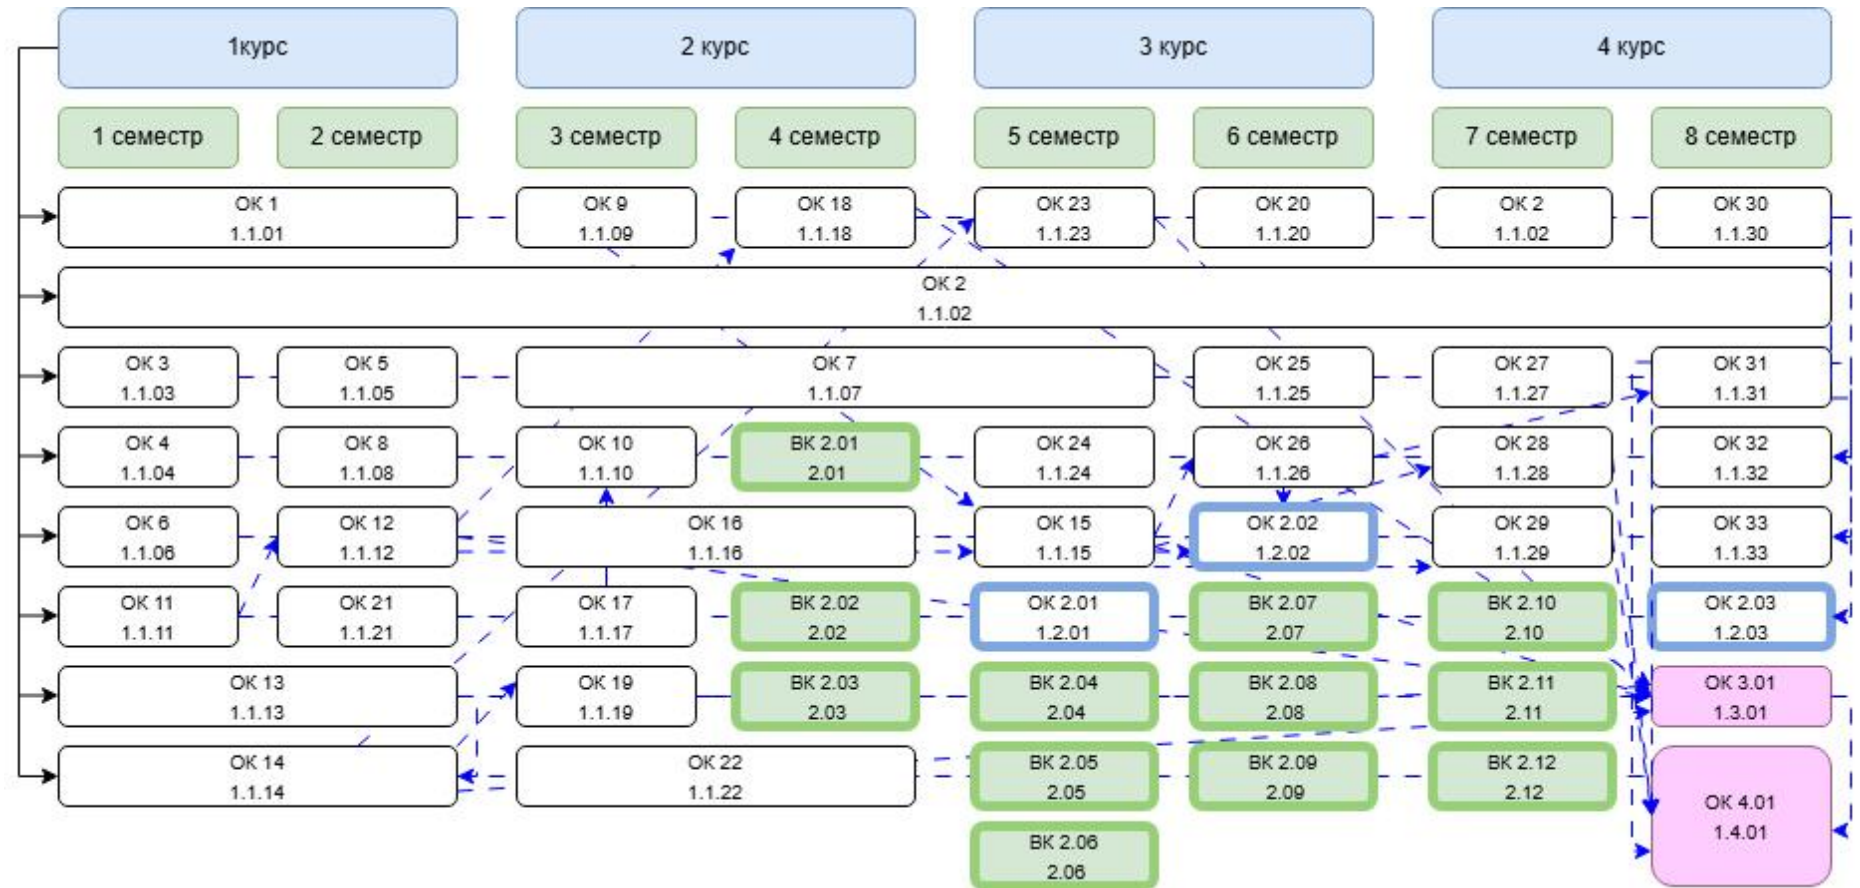 1курс
2 курс
3 курс
4 курс
1 семестр
2 семестр
3 семестр
4 семестр
5 семестр
6 семестр
7 семестр
8 семестр
ОК 1
1.1.01
ОК 9
1.1.09
ОК 18
1.1.18
ОК 23
1.1.23
ОК 20
1.1.20
ОК 2
1.1.02
ОК 30
1.1.30
ОК 2
1.1.02
ОК 3
1.1.03
ОК 5
1.1.05
ОК 7
1.1.07
ОК 25
1.1.25
ОК 27
1.1.27
ОК 31
1.1.31
ОК 4
1.1.04
ОК 8
1.1.08
ОК 10
1.1.10
ВК 2.01
2.01
ОК 24
1.1.24
ОК 26
1.1.26
ОК 28
1.1.28
ОК 32
1.1.32
ОК 6
1.1.06
ОК 12
1.1.12
ОК 16
1.1.16
ОК 15
1.1.15
ОК 2.02
1.2.02
ОК 29
1.1.29
ОК 33
1.1.33
ОК 11
1.1.11
ОК 21
1.1.21
ОК 17
1.1.17
ВК 2.02
2.02
ОК 2.01
1.2.01
ВК 2.07
2.07
ВК 2.10
2.10
ОК 2.03
1.2.03
ОК 13
1.1.13
ОК 19
1.1.19
ВК 2.03
2.03
ВК 2.04
2.04
ВК 2.08
2.08
ВК 2.11
2.11
ОК 3.01
1.3.01
ОК 14
1.1.14
ОК 22
1.1.22
ВК 2.05
2.05
ВК 2.09
2.09
ВК 2.12
2.12
ОК 4.01
1.4.01
ВК 2.06
2.06